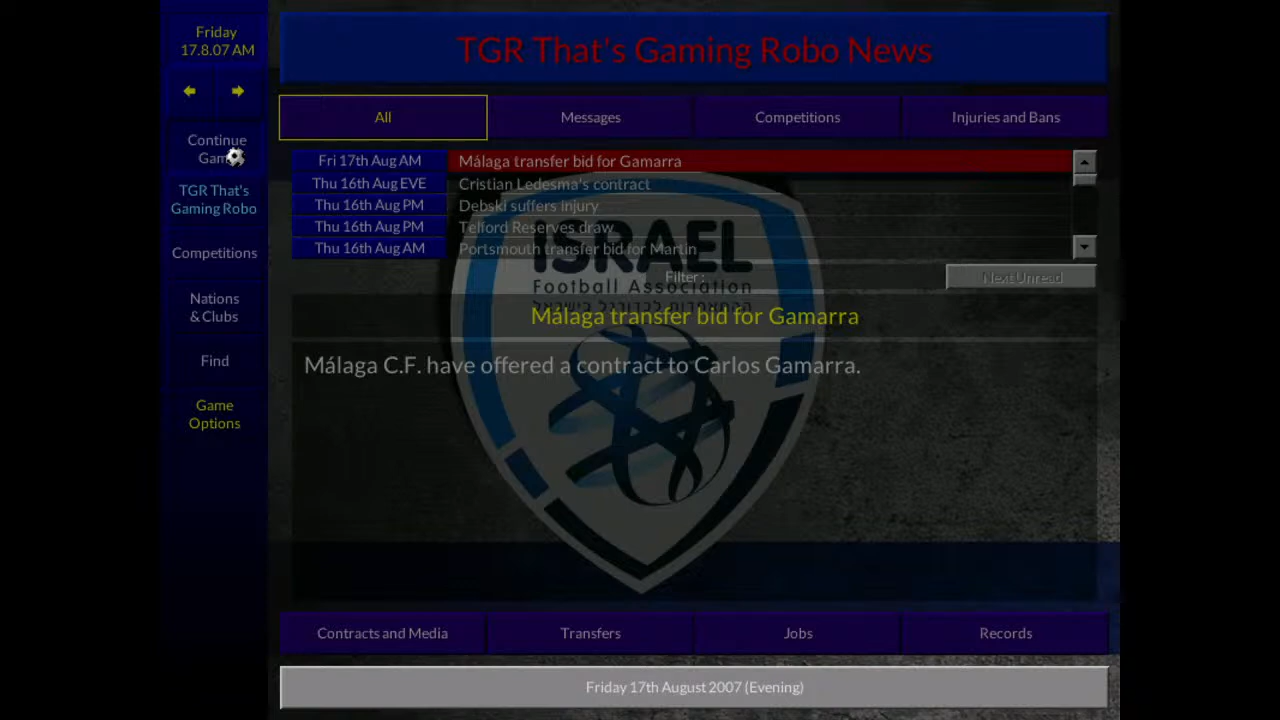 Friday
17.8.07 AM
Continue
Game
TGR That's
Gaming Robo
Competitions
Nations
& Clubs
Find
Game
Options
TGR That's Gaming Robo News
All
Messages
Competitions
Injuries and Bans
Fri 17th Aug AM
Málaga transfer bid for Gamarra
Thu 16th Aug EVE
Cristian Ledesma's contract
Thu 16th Aug PM
Debski suffers injury
Thu 16th Aug PM
Telford Reserves draw
Thu 16th Aug AM
Portsmouth transfer bid for Martin
Filter :
Next Unread
ISRAEL
Football Association
ההתאחדות לכדורגל בישראל
Málaga transfer bid for Gamarra
Málaga C.F. have offered a contract to Carlos Gamarra.
Contracts and Media
Transfers
Jobs
Records
Friday 17th August 2007 (Evening)